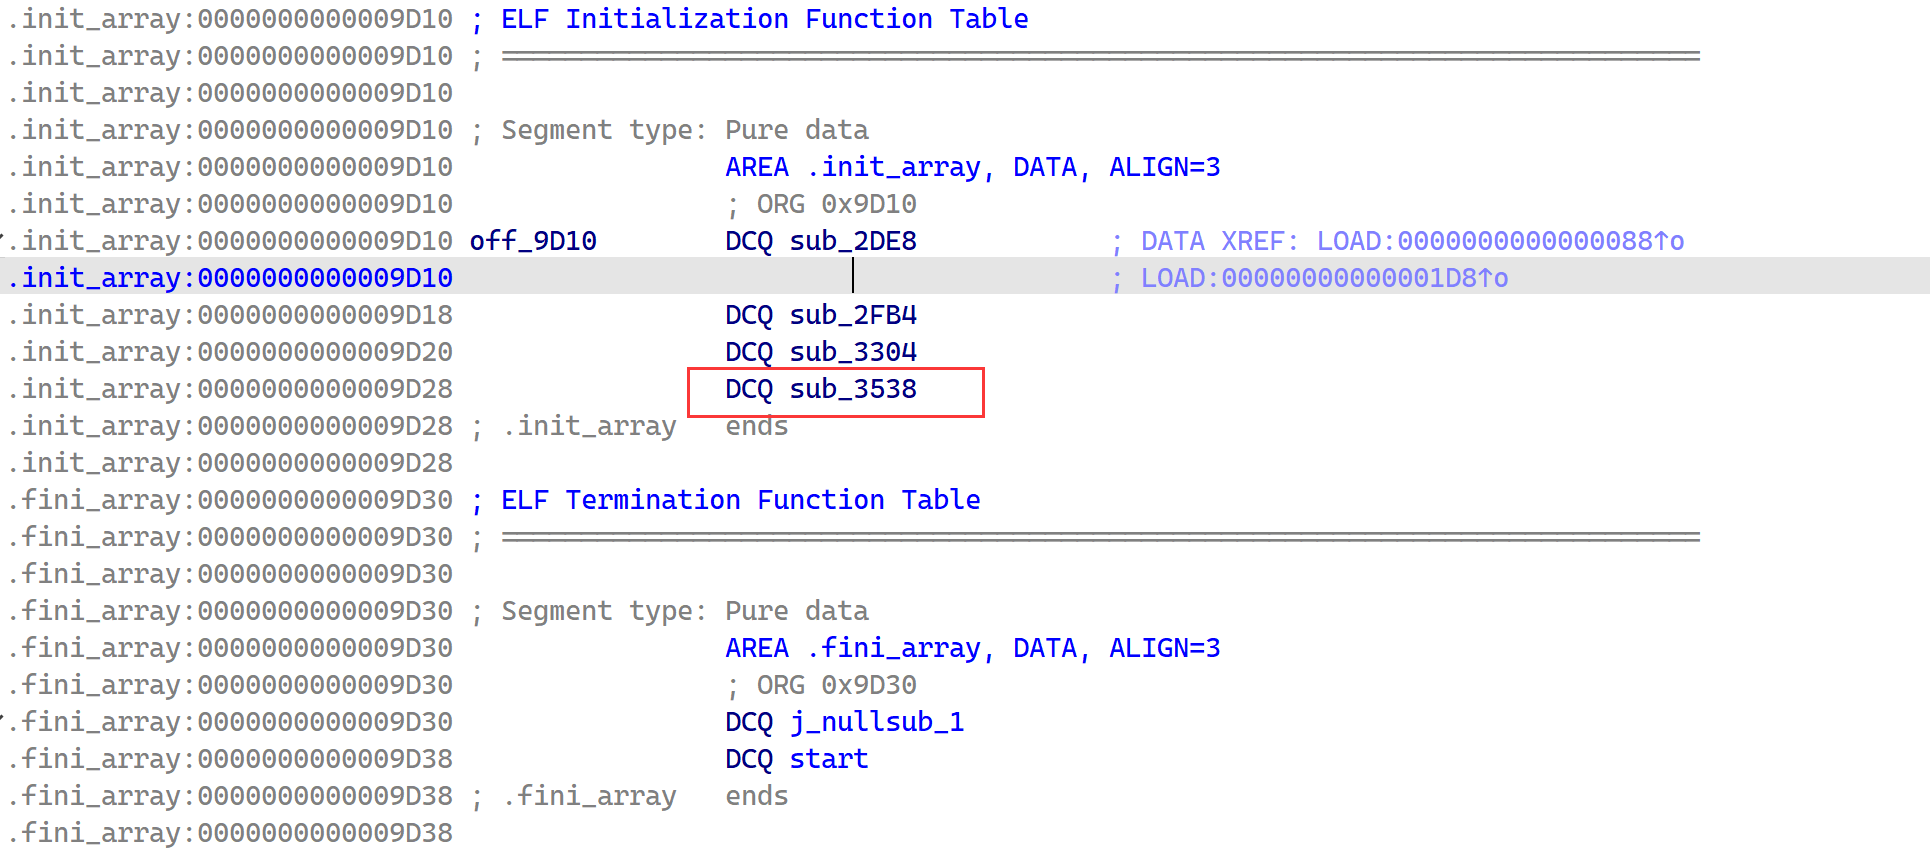 .init_array:0000000000009D10 ; ELF Initialization Function Table
.init_array:0000000000009D10 ; ===========================================================================
.init_array:0000000000009D10
.init_array:0000000000009D10 ; Segment type: Pure data
.init_array:0000000000009D10 AREA .init_array, DATA, ALIGN=3
.init_array:0000000000009D10 ; ORG 0x9D10
.init_array:0000000000009D10 off_9D10 DCQ sub_2DE8 ; DATA XREF: LOAD:0000000000000088↑o
.init_array:0000000000009D10 ; LOAD:00000000000001D8↑o
.init_array:0000000000009D18 DCQ sub_2FB4
.init_array:0000000000009D20 DCQ sub_3304
.init_array:0000000000009D28 DCQ sub_3538
.init_array:0000000000009D28 ; .init_array ends
.init_array:0000000000009D28
.fini_array:0000000000009D30 ; ELF Termination Function Table
.fini_array:0000000000009D30 ; ===========================================================================
.fini_array:0000000000009D30
.fini_array:0000000000009D30 ; Segment type: Pure data
.fini_array:0000000000009D30 AREA .fini_array, DATA, ALIGN=3
.fini_array:0000000000009D30 ; ORG 0x9D30
.fini_array:0000000000009D30 DCQ j_nullsub_1
.fini_array:0000000000009D38 DCQ start
.fini_array:0000000000009D38 ; .fini_array ends
.fini_array:0000000000009D38